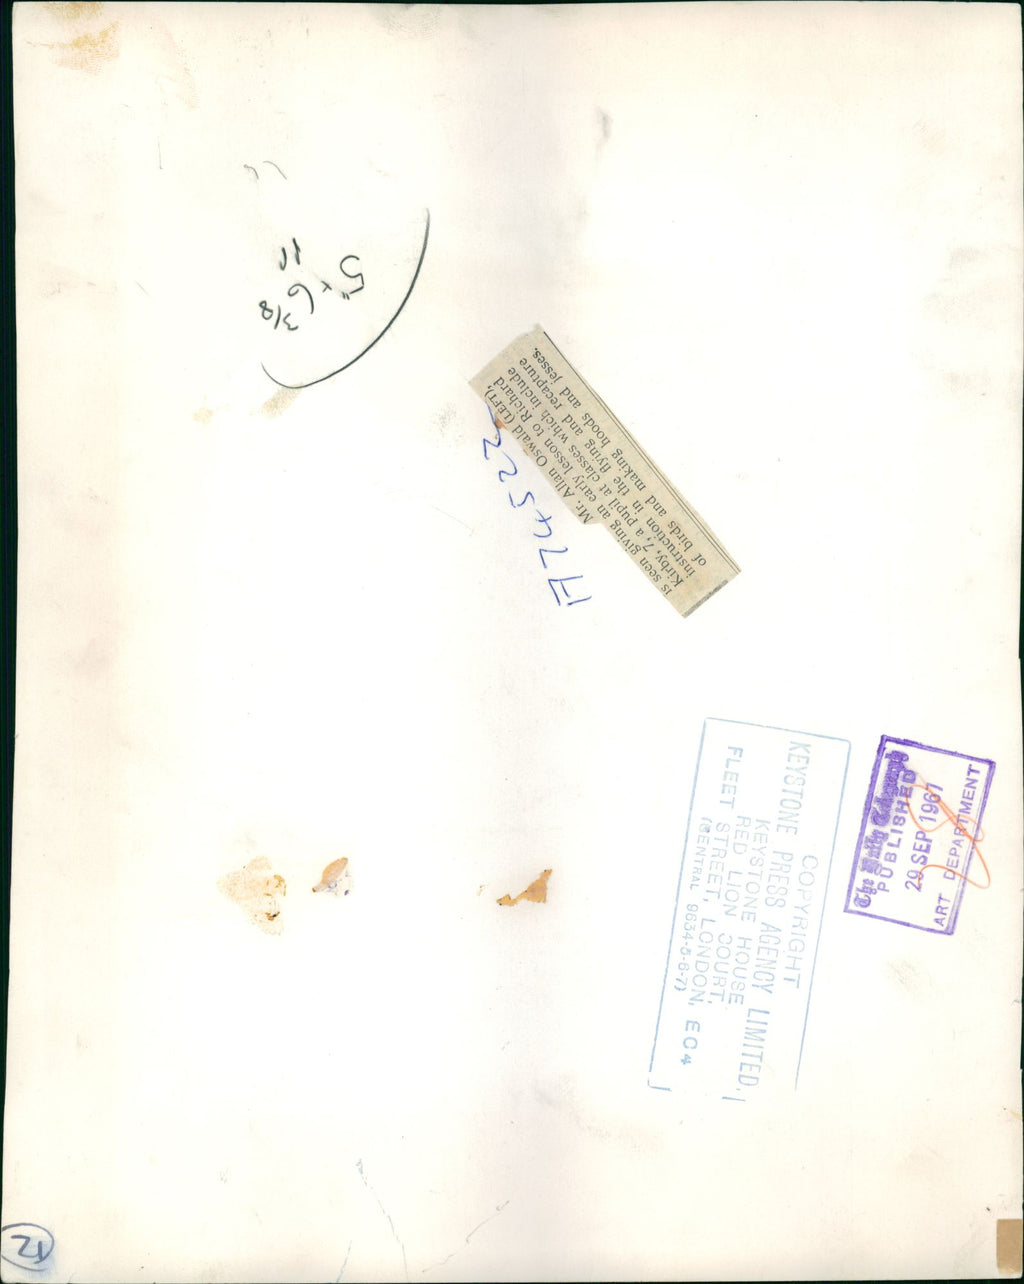 5" x 6 3/8
Mr. Allan Oswald (LEFT),
is seen giving an early lesson to Richard
Kirby, 7, a pupil at classes which include
instruction in the flying and recapture
of birds and making hoods and jesses.
A74522
COPYRIGHT
KEYSTONE PRESS AGENCY LIMITED,
KEYSTONE HOUSE
RED LION COURT,
FLEET STREET, LONDON, EC4
(CENTRAL 9634-5-6-7)
The Daily Telegraph
PUBLISHED
29 SEP 1967
ART DEPARTMENT
12